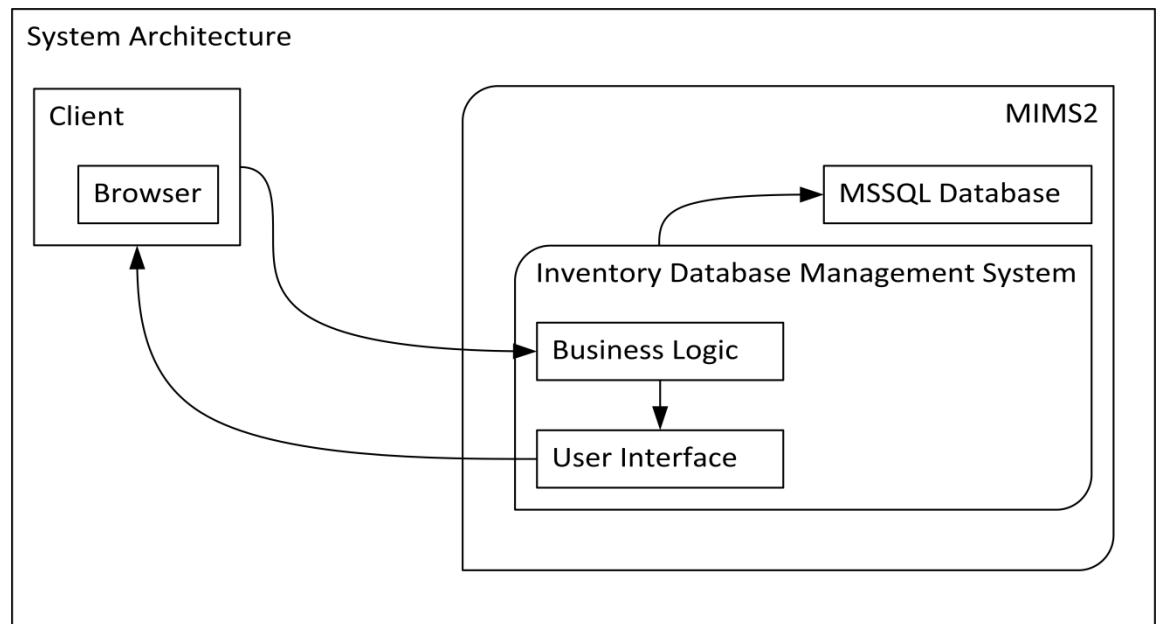 System Architecture
Client
Browser
MIMS2
MSSQL Database
Inventory Database Management System
Business Logic
User Interface